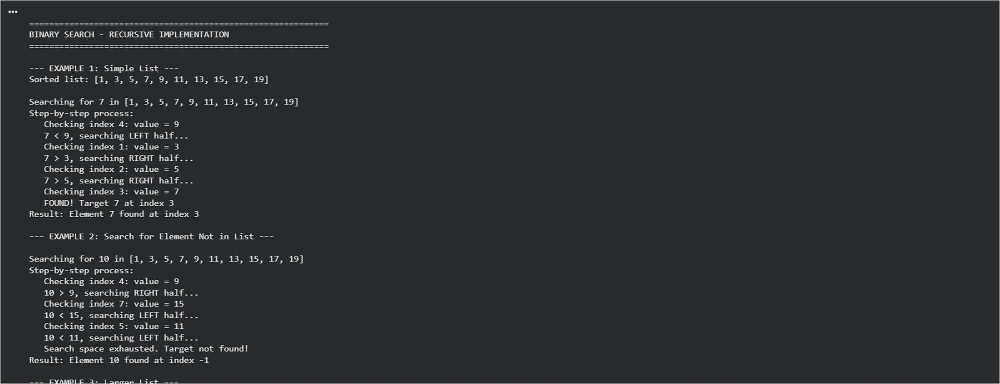 •••
============================================================
BINARY SEARCH - RECURSIVE IMPLEMENTATION
============================================================
--- EXAMPLE 1: Simple List ---
Sorted list: [1, 3, 5, 7, 9, 11, 13, 15, 17, 19]
Searching for 7 in [1, 3, 5, 7, 9, 11, 13, 15, 17, 19]
Step-by-step process:
   Checking index 4: value = 9
   7 < 9, searching LEFT half...
   Checking index 1: value = 3
   7 > 3, searching RIGHT half...
   Checking index 2: value = 5
   7 > 5, searching RIGHT half...
   Checking index 3: value = 7
   FOUND! Target 7 at index 3
Result: Element 7 found at index 3
--- EXAMPLE 2: Search for Element Not in List ---
Searching for 10 in [1, 3, 5, 7, 9, 11, 13, 15, 17, 19]
Step-by-step process:
   Checking index 4: value = 9
   10 > 9, searching RIGHT half...
   Checking index 7: value = 15
   10 < 15, searching LEFT half...
   Checking index 5: value = 11
   10 < 11, searching LEFT half...
   Search space exhausted. Target not found!
Result: Element 10 found at index -1
--- EXAMPLE 3: Larger List ---